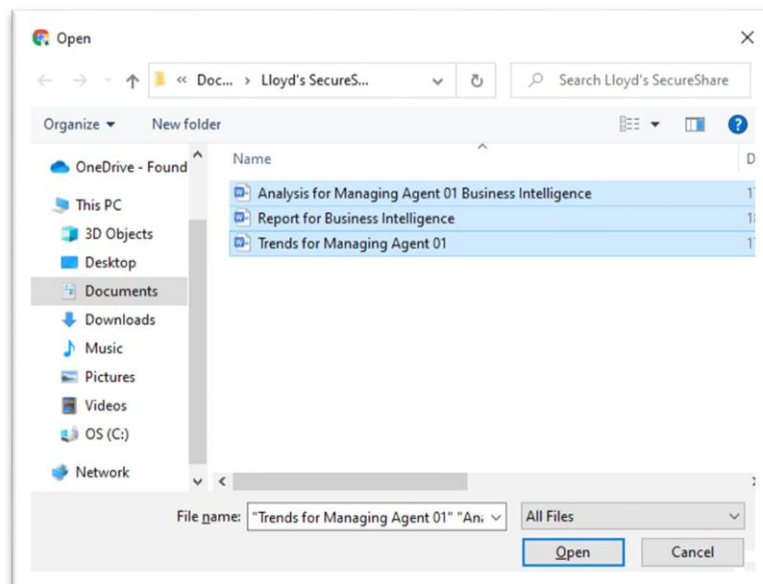 Open
« Doc... › Lloyd's SecureS...
Search Lloyd's SecureShare
Organize
New folder
Name
D
OneDrive - Found
This PC
3D Objects
Desktop
Documents
Downloads
Music
Pictures
Videos
OS (C:)
Network
Analysis for Managing Agent 01 Business Intelligence
Report for Business Intelligence
Trends for Managing Agent 01
File name:
"Trends for Managing Agent 01" "Ana
All Files
Open
Cancel